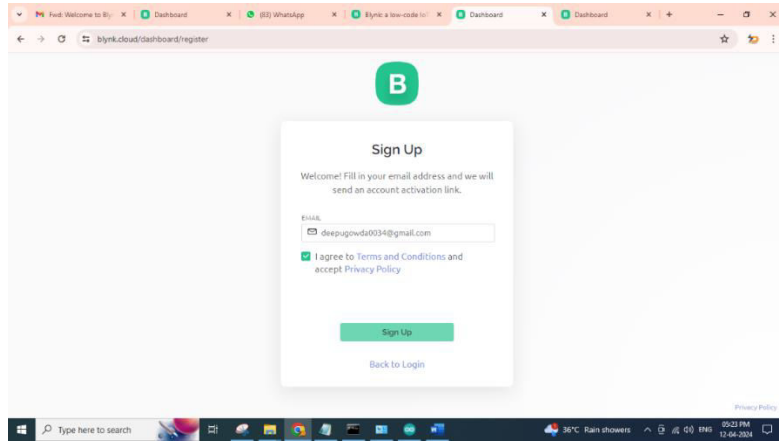 Fwd: Welcome to Bly
Dashboard
(03) WhatsApp
Blynk: a low-code IoT
Dashboard
Dashboard
blynk.cloud/dashboard/register
B
Sign Up
Welcome! Fill in your email address and we will
send an account activation link.
EMAIL
deepugowda0034@gmail.com
I agree to Terms and Conditions and
accept Privacy Policy
Sign Up
Back to Login
Privacy Policy
Type here to search
36°C Rain showers
ENG
05:23 PM
12-04-2024